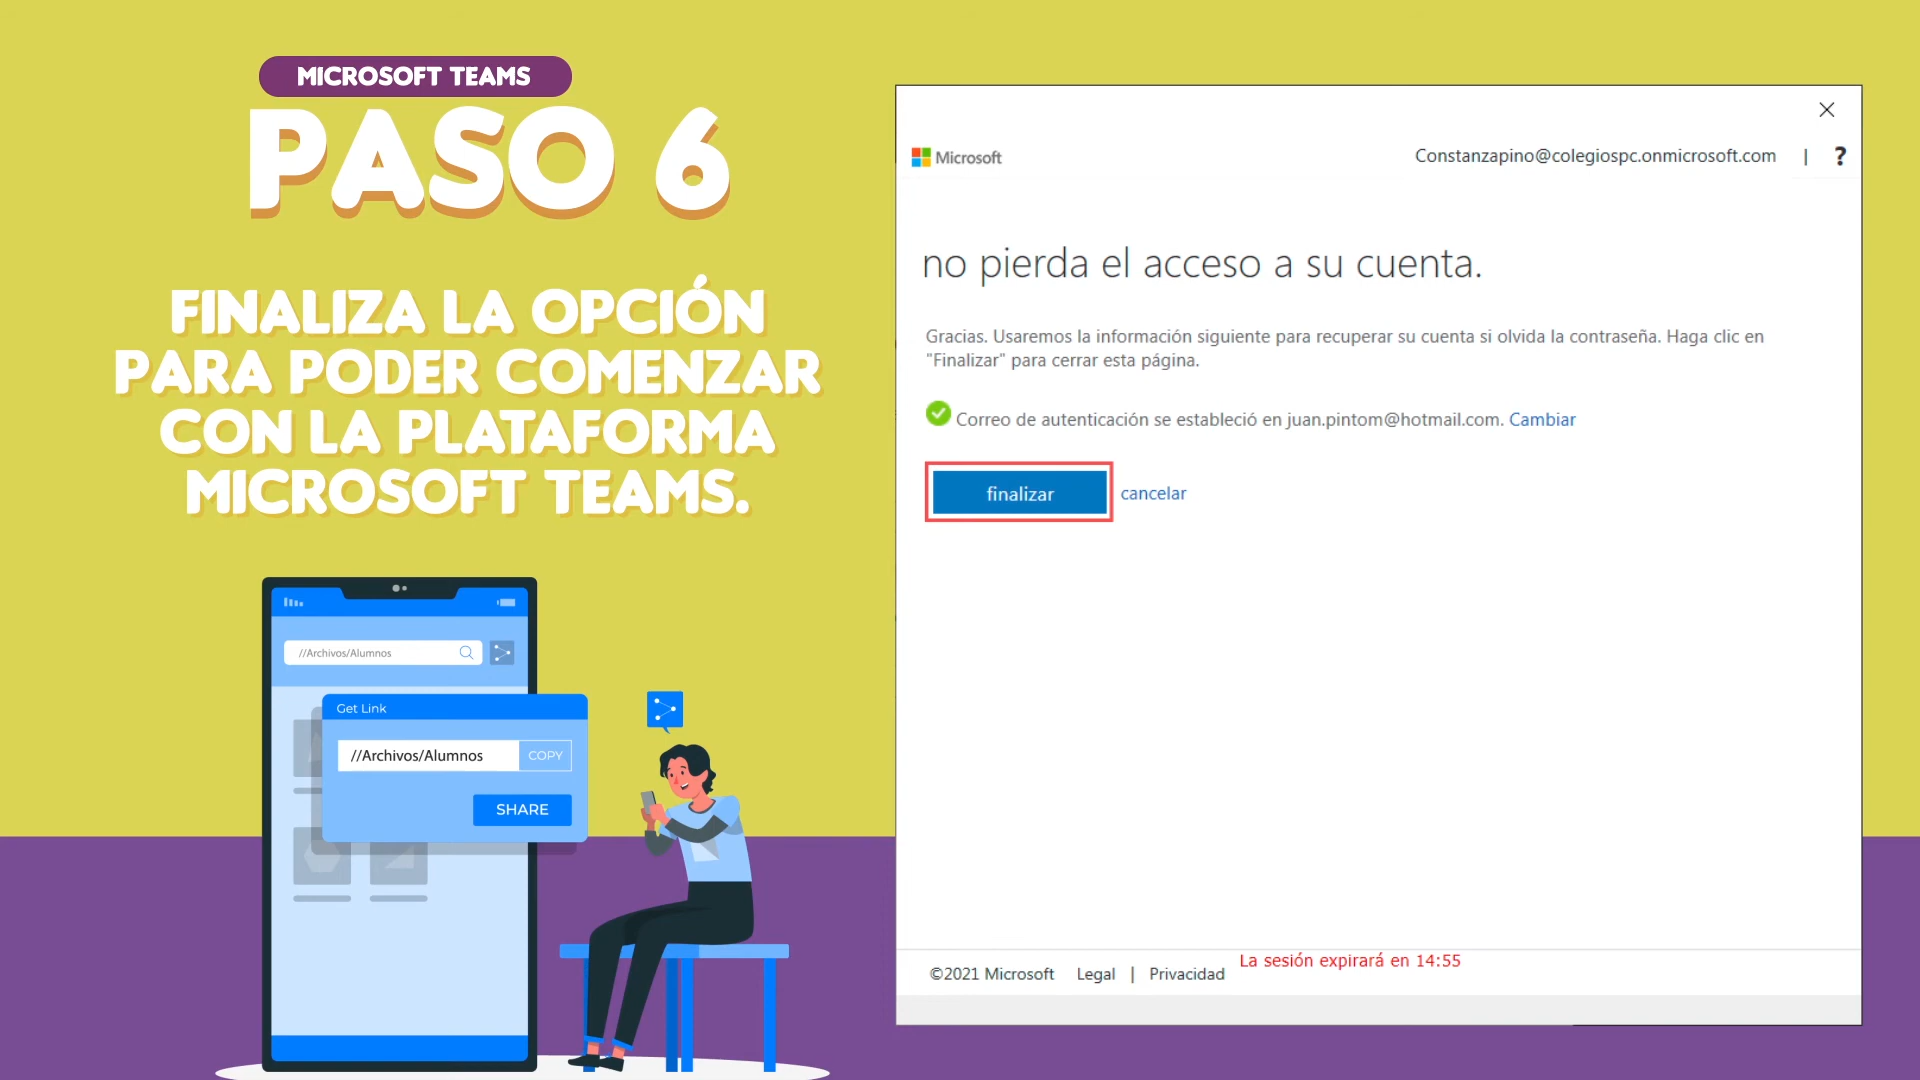 MICROSOFT TEAMS
PASO 6
FINALIZA LA OPCIÓN
PARA PODER COMENZAR
CON LA PLATAFORMA
MICROSOFT TEAMS.
//Archivos/Alumnos
Get Link
//Archivos/Alumnos
COPY
SHARE
Microsoft
Constanzapino@colegiospc.onmicrosoft.com | ?
no pierda el acceso a su cuenta.
Gracias. Usaremos la información siguiente para recuperar su cuenta si olvida la contraseña. Haga clic en
"Finalizar" para cerrar esta página.
Correo de autenticación se estableció en juan.pintom@hotmail.com. Cambiar
finalizar
cancelar
©2021 Microsoft Legal | Privacidad
La sesión expirará en 14:55